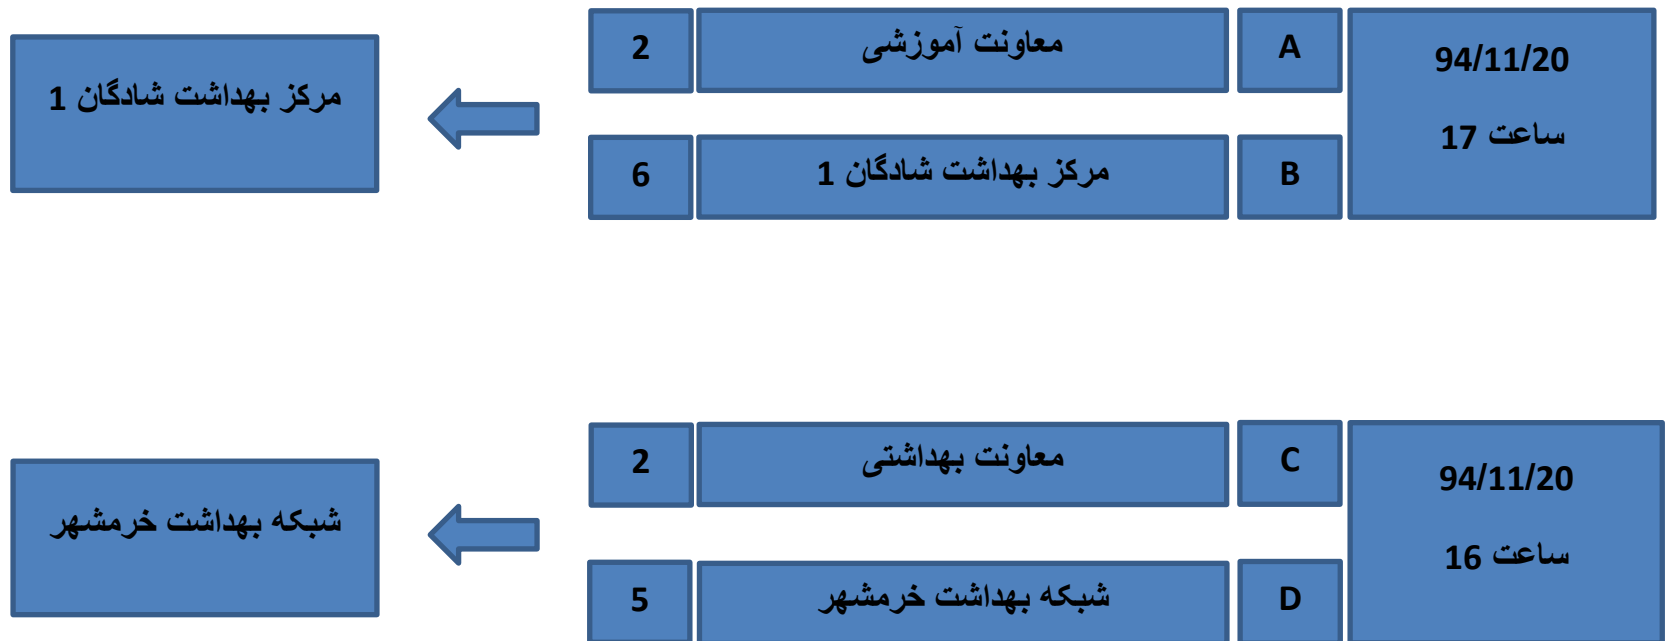 94/11/20
ساعت 17
A
معاونت آموزشی
2
B
مرکز بهداشت شادگان 1
6
مرکز بهداشت شادگان 1
94/11/20
ساعت 16
C
معاونت بهداشتی
2
D
شبکه بهداشت خرمشهر
5
شبکه بهداشت خرمشهر